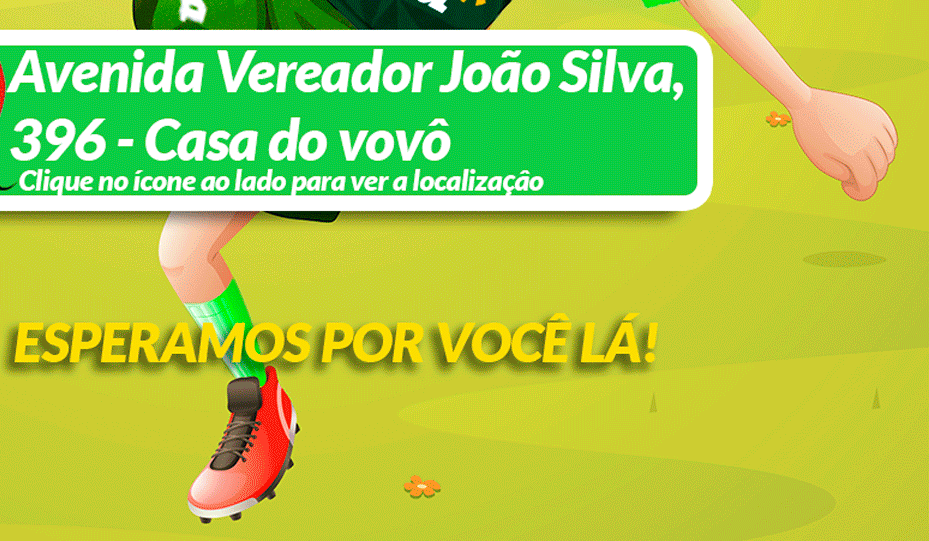 Avenida Vereador João Silva,
396 - Casa do vovô
Clique no ícone ao lado para ver a localização
ESPERAMOS POR VOCÊ LÁ!